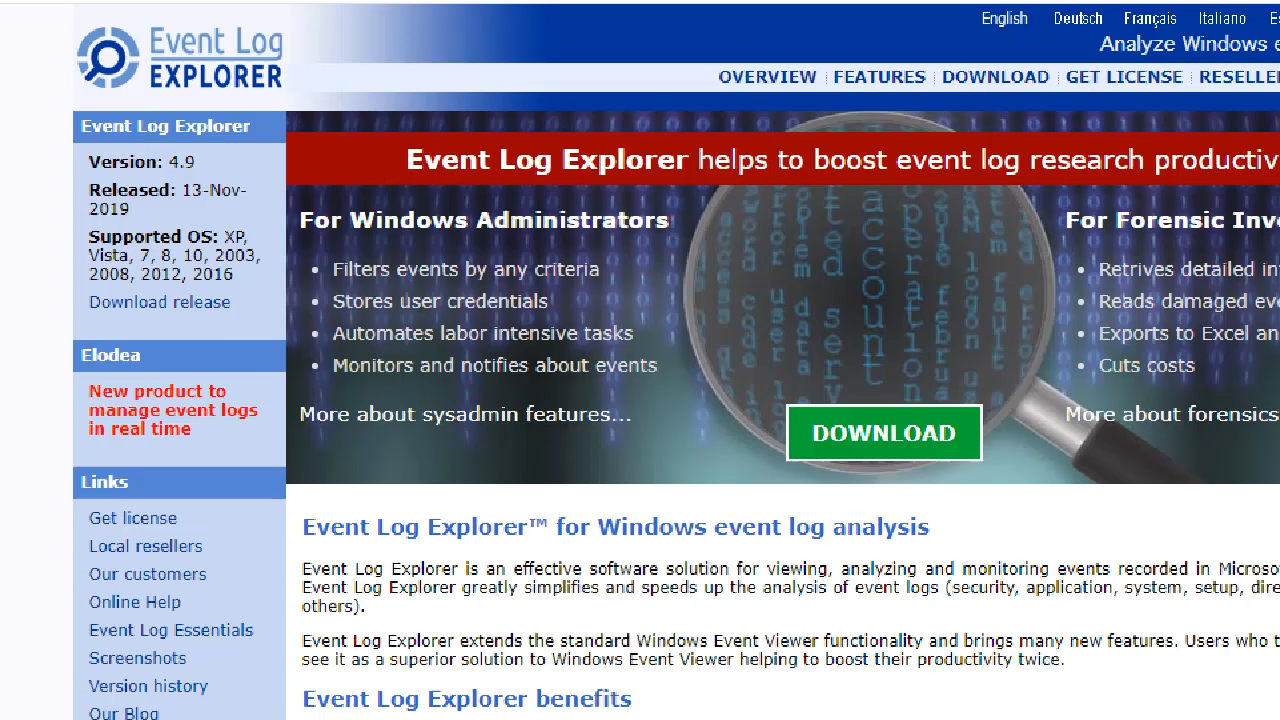 English Deutsch Français Italiano
Analyze Windows
Event Log
EXPLORER
OVERVIEW FEATURES DOWNLOAD GET LICENSE
Event Log Explorer
Version: 4.9
Released: 13-Nov-
2019
Supported OS: XP,
Vista, 7, 8, 10, 2003,
2008, 2012, 2016
Download release
Elodea
New product to
manage event logs
in real time
Links
Get license
Local resellers
Our customers
Online Help
Event Log Essentials
Screenshots
Version history
Our Blog
Event Log Explorer helps to boost event log research
For Windows Administrators
• Filters events by any criteria
• Stores user credentials
• Automates labor intensive tasks
• Monitors and notifies about events
More about sysadmin features...
DOWNLOAD
For Forensic
• Retrives detailed
• Reads damaged
• Exports to Excel
• Cuts costs
More about forensics
Event Log Explorer™ for Windows event log analysis
Event Log Explorer is an effective software solution for viewing, analyzing and monitoring events recorded in
Event Log Explorer greatly simplifies and speeds up the analysis of event logs (security, application, system, setup,
others).
Event Log Explorer extends the standard Windows Event Viewer functionality and brings many new features. Users who
see it as a superior solution to Windows Event Viewer helping to boost their productivity twice.
Event Log Explorer benefits